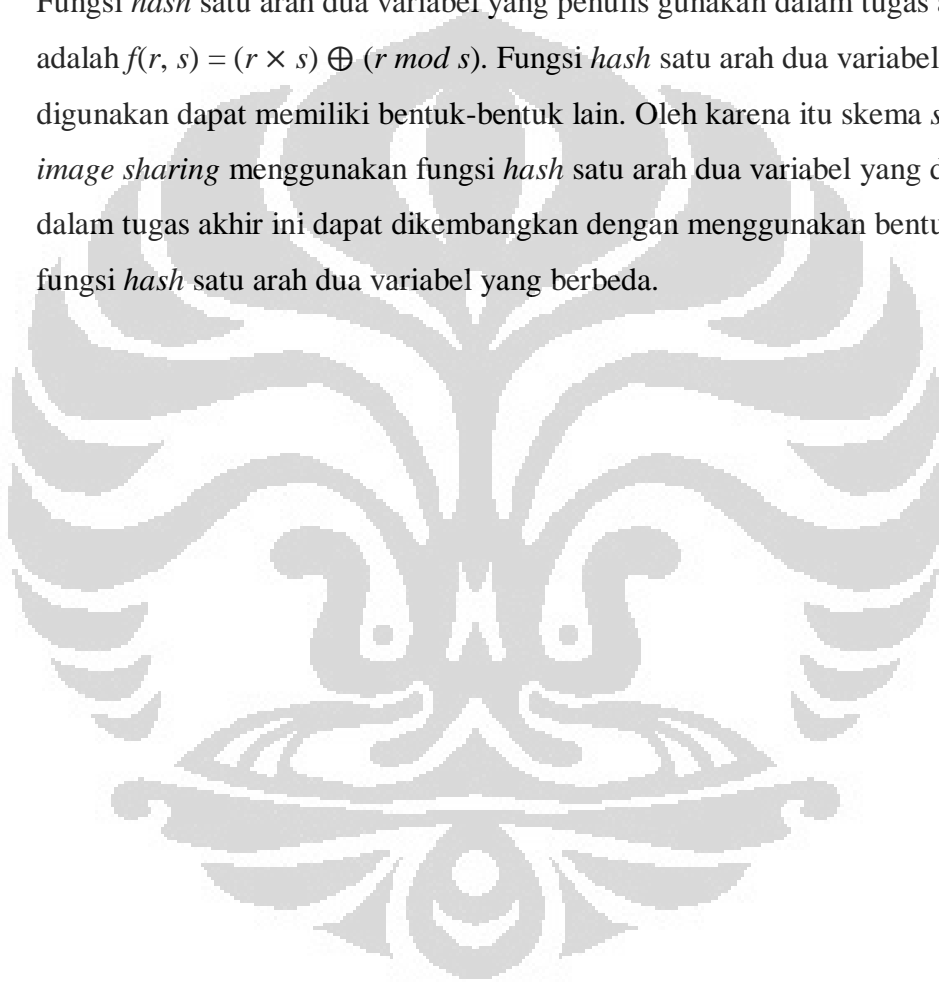 Fungsi hash satu arah dua variabel yang penulis gunakan dalam tugas
adalah f(r, s) = (r × s) ⊕ (r mod s). Fungsi hash satu arah dua variabel
digunakan dapat memiliki bentuk-bentuk lain. Oleh karena itu skema
image sharing menggunakan fungsi hash satu arah dua variabel yang
dalam tugas akhir ini dapat dikembangkan dengan menggunakan
fungsi hash satu arah dua variabel yang berbeda.